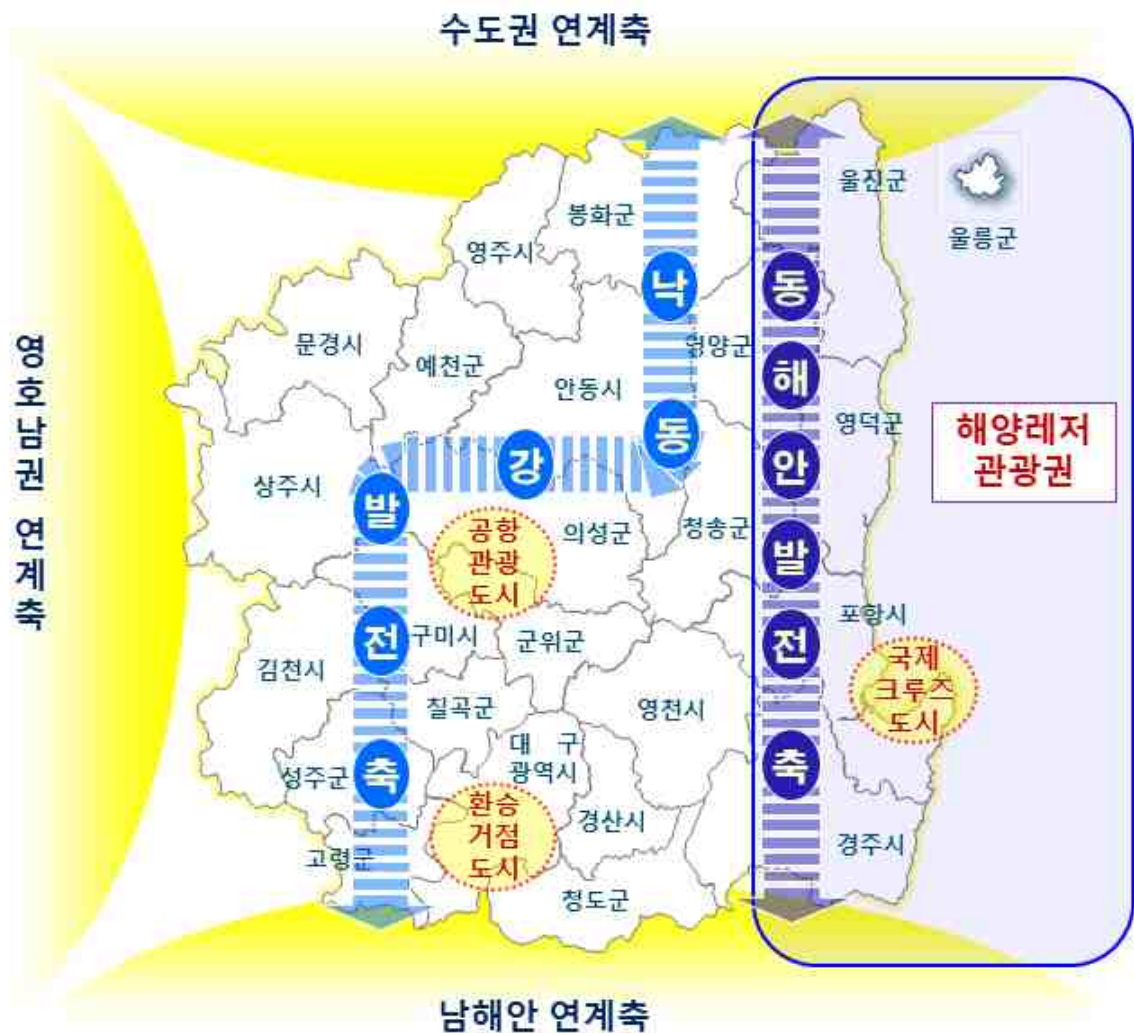 수도권 연계축
울진군
울릉군
봉화군
영주시
낙
동
영호남권 연계축
문경시
예천군
안동시
영양군
해
영덕군
해양레저
관광권
동
강
안
상주시
발
공항
관광
도시
의성군
청송군
발
포항시
전
구미시
군위군
전
국제
크루즈
도시
김천시
칠곡군
영천시
대 구
광역시
성주군
축
축
환승
거점
도시
경산시
고령군
경주시
청도군
남해안 연계축